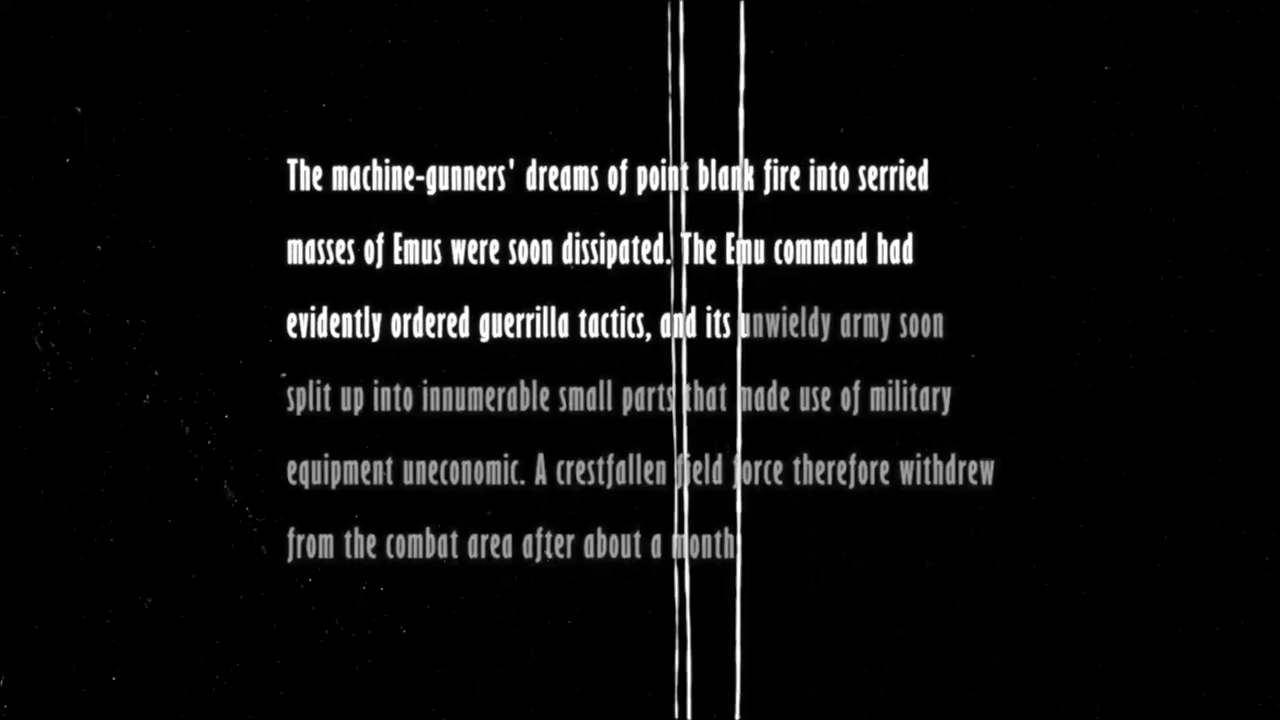 The machine-gunners' dreams of point blank fire into serried
masses of Emus were soon dissipated. The Emu command had
evidently ordered guerrilla tactics, and its unwieldy army soon
split up into innumerable small parts that made use of military
equipment uneconomic. A crestfallen field force therefore withdrew
from the combat area after about a month.